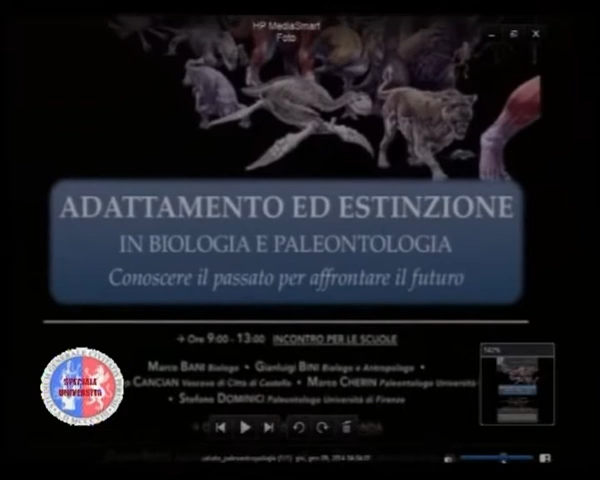 HP MediaSmart
Foto
ADATTAMENTO ED ESTINZIONE
IN BIOLOGIA E PALEONTOLOGIA
Conoscere il passato per affrontare il futuro
Ore 9:00 - 13:00 INCONTRO PER LE SCUOLE
Marco BANI Biologo • Gianluigi BINI Biologo e Antropologo •
CANCIAN Vescovo di Città di Castello • Marco CHERIN Paleontologo Università
• Stefano DOMINICI Paleontologo Università di Firenze
SPECIALE
UNIVERSITÀ
142%